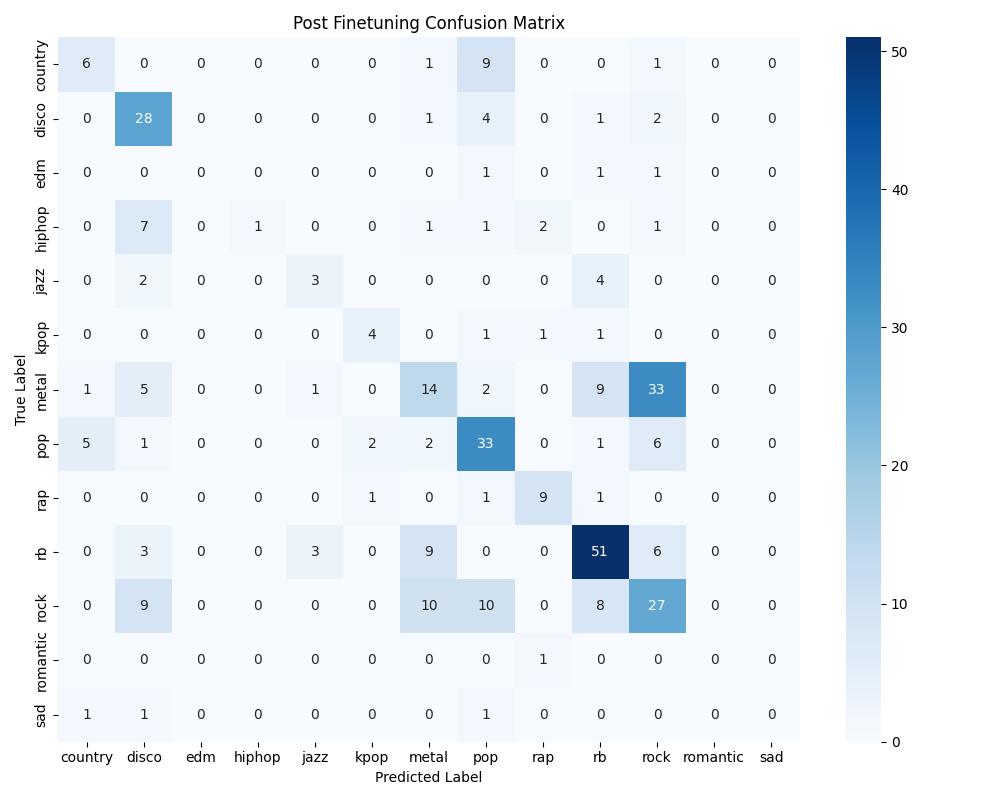 Post Finetuning Confusion Matrix
country 6 0 0 0 0 0 1 9 0 0 1 0 0
disco 0 28 0 0 0 0 1 4 0 1 2 0 0
edm 0 0 0 0 0 0 0 1 0 1 1 0 0
hiphop 0 7 0 1 0 0 1 1 2 0 1 0 0
jazz 0 2 0 0 3 0 0 0 0 4 0 0 0
kpop 0 0 0 0 0 4 0 1 1 1 0 0 0
metal 1 5 0 0 1 0 14 2 0 9 33 0 0
pop 5 1 0 0 0 2 2 33 0 1 6 0 0
rap 0 0 0 0 0 1 0 1 9 1 0 0 0
rb 0 3 0 0 3 0 9 0 0 51 6 0 0
rock 0 9 0 0 0 0 10 10 0 8 27 0 0
romantic 0 0 0 0 0 0 0 0 1 0 0 0 0
sad 1 1 0 0 0 0 0 1 0 0 0 0 0
country disco edm hiphop jazz kpop metal pop rap rb rock romantic sad
Predicted Label
True Label
50
40
30
20
10
0